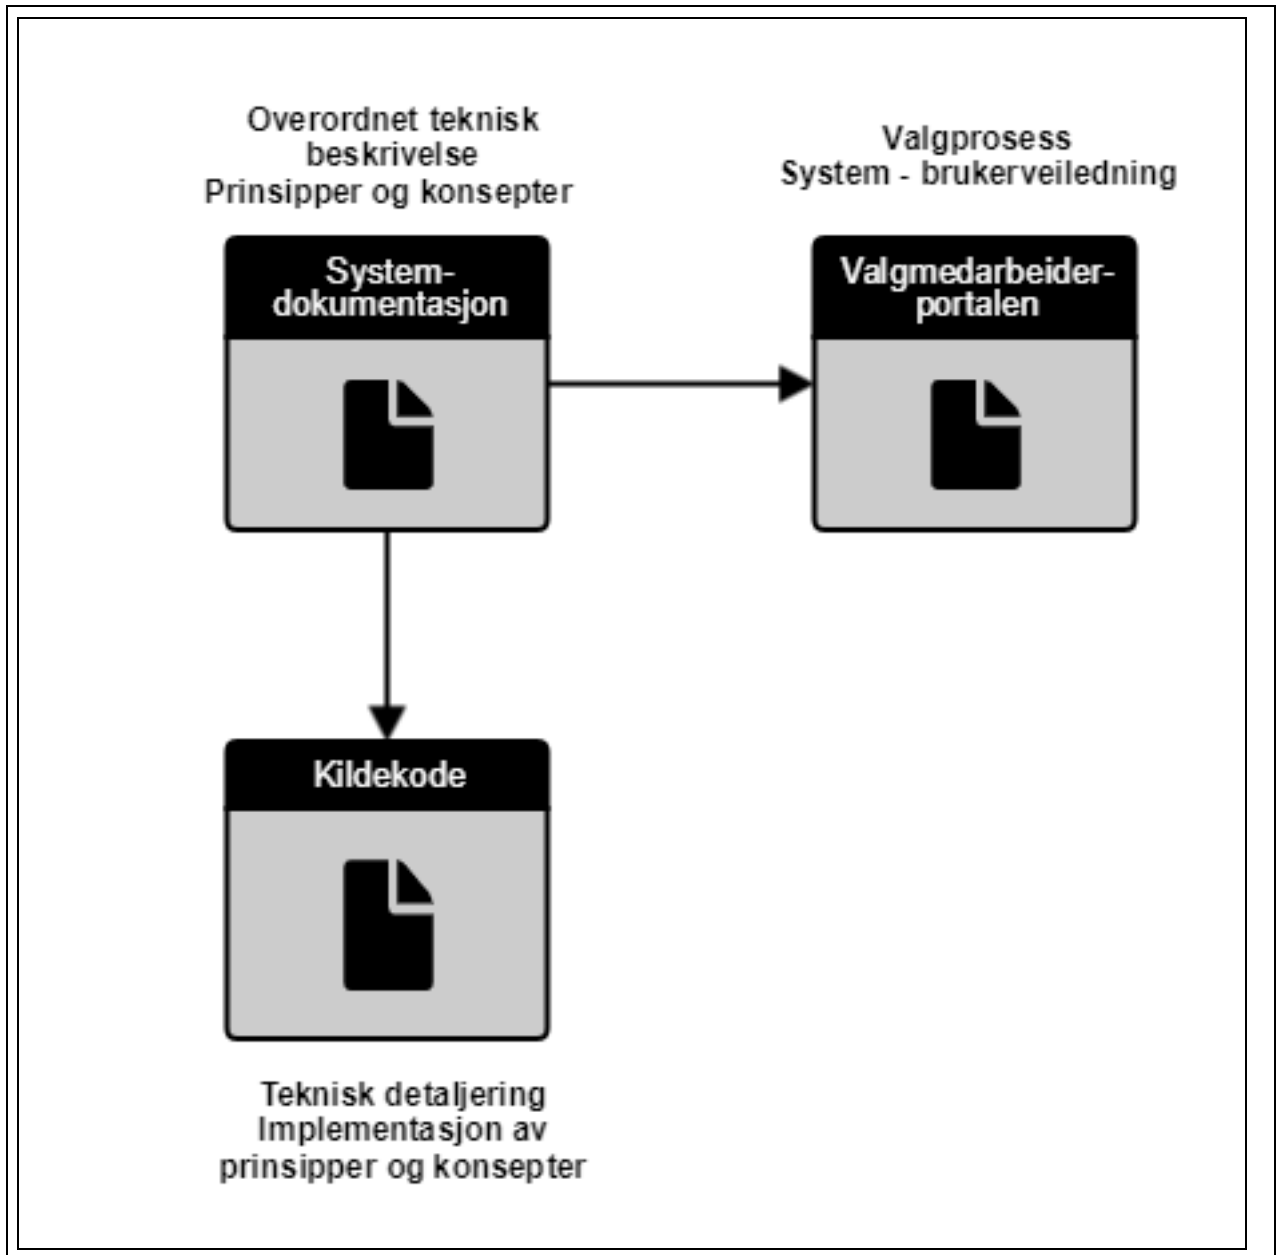 Overordnet teknisk
beskrivelse
Prinsipper og konsepter
System-
dokumentasjon
Valgprosess
System - brukerveiledning
Valgmedarbeider-
portalen
Kildekode
Teknisk detaljering
Implementasjon av
prinsipper og konsepter